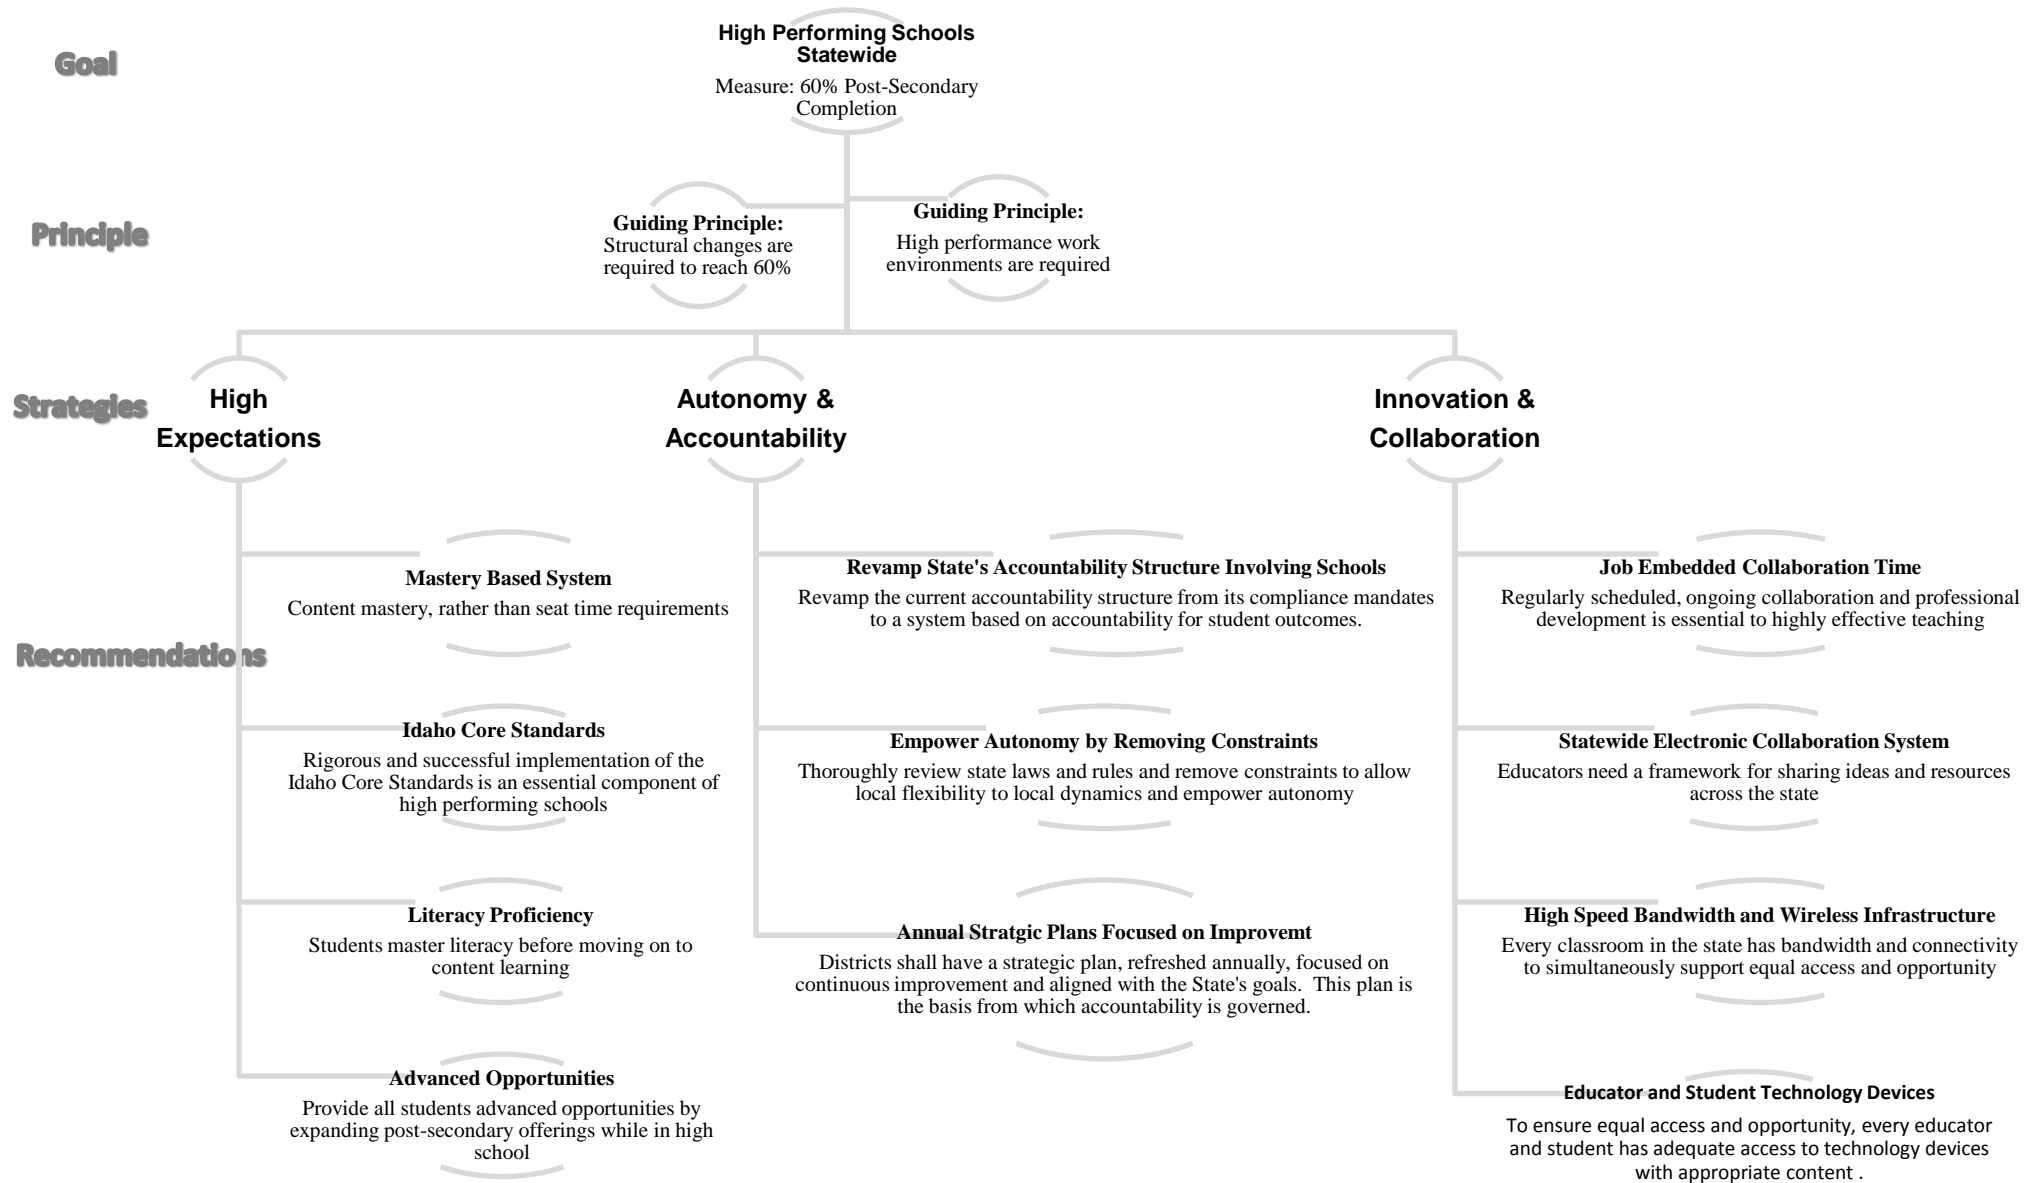 Goal
High Performing Schools
Statewide
Measure: 60% Post-Secondary
Completion
Principle
Guiding Principle:
Structural changes are
required to reach 60%
Guiding Principle:
High performance work
environments are required
Strategies
High
Expectations
Autonomy &
Accountability
Innovation &
Collaboration
Recommendations
Mastery Based System
Content mastery, rather than seat time requirements
Idaho Core Standards
Rigorous and successful implementation of the
Idaho Core Standards is an essential component of
high performing schools
Literacy Proficiency
Students master literacy before moving on to
content learning
Advanced Opportunities
Provide all students advanced opportunities by
expanding post-secondary offerings while in high
school
Revamp State's Accountability Structure Involving Schools
Revamp the current accountability structure from its compliance mandates
to a system based on accountability for student outcomes.
Empower Autonomy by Removing Constraints
Thoroughly review state laws and rules and remove constraints to allow
local flexibility to local dynamics and empower autonomy
Annual Stratgic Plans Focused on Improvemt
Districts shall have a strategic plan, refreshed annually, focused on
continuous improvement and aligned with the State's goals.  This plan is
the basis from which accountability is governed.
Job Embedded Collaboration Time
Regularly scheduled, ongoing collaboration and professional
development is essential to highly effective teaching
Statewide Electronic Collaboration System
Educators need a framework for sharing ideas and resources
across the state
High Speed Bandwidth and Wireless Infrastructure
Every classroom in the state has bandwidth and connectivity
to simultaneously support equal access and opportunity
Educator and Student Technology Devices
To ensure equal access and opportunity, every educator
and student has adequate access to technology devices
with appropriate content .